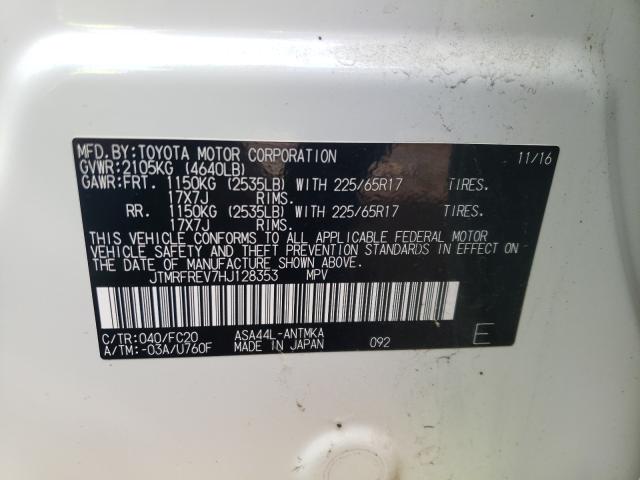 MFD. BY: TOYOTA MOTOR CORPORATION 11/16
GVWR: 2105KG (4640LB)
GAWR: FRT. 1150KG (2535LB) WITH 225/65R17 TIRES.
17X7J RIMS.
RR. 1150KG (2535LB) WITH 225/65R17 TIRES.
17X7J RIMS.
THIS VEHICLE CONFORMS TO ALL APPLICABLE FEDERAL MOTOR
VEHICLE SAFETY AND THEFT PREVENTION STANDARDS IN EFFECT
ON THE DATE OF MANUFACTURE SHOWN ABOVE.
JTMRFREV7HJ128353 MPV
C/TR: 040/FC20 ASA44L-ANTMKA
A/TM: -03A/U760F MADE IN JAPAN 092 E